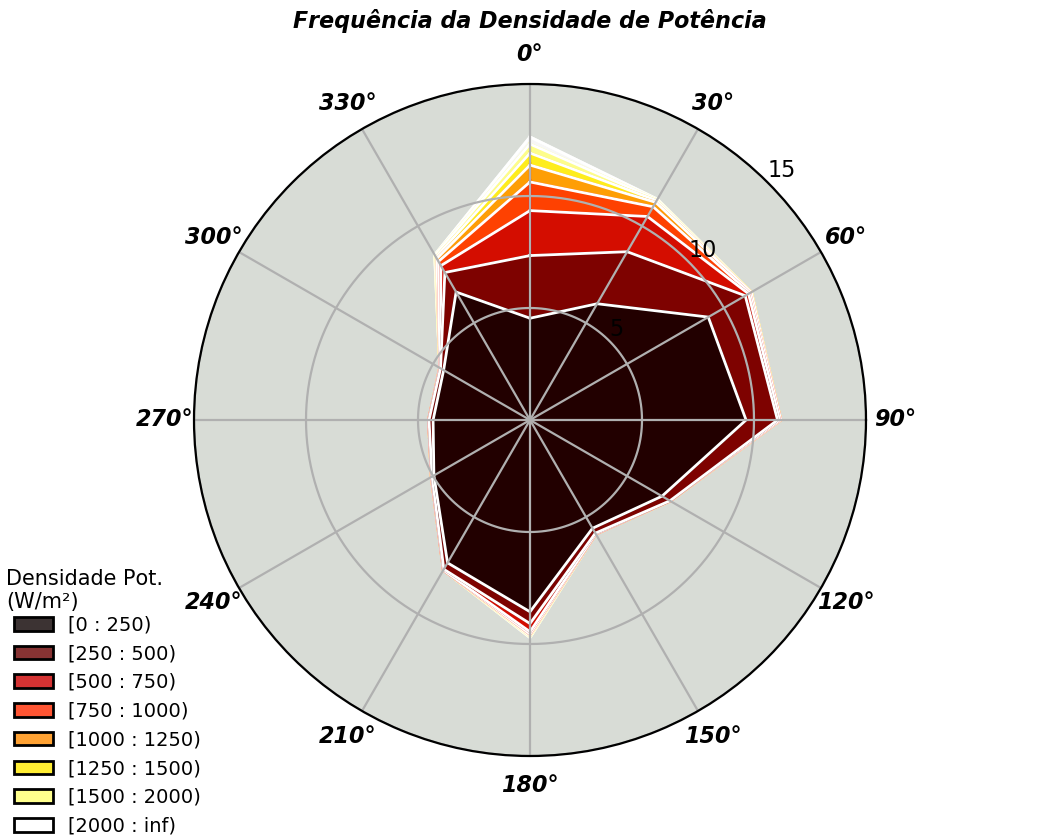 Frequência da Densidade de Potência
0°
330°
30°
15
300°
60°
10
5
270°
90°
240°
120°
210°
150°
180°
Densidade Pot.
(W/m²)
[0 : 250)
[250 : 500)
[500 : 750)
[750 : 1000)
[1000 : 1250)
[1250 : 1500)
[1500 : 2000)
[2000 : inf)